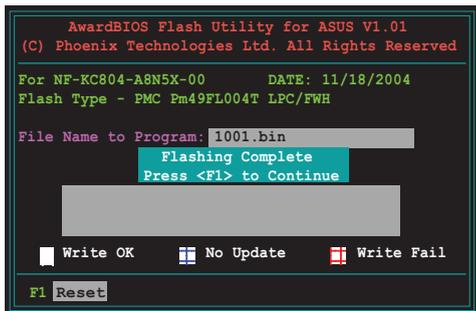 AwardBIOS Flash Utility for ASUS V1.01
(C) Phoenix Technologies Ltd. All Rights Reserved
For NF-KC804-A8N5X-00 DATE: 11/18/2004
Flash Type - PMC Pm49FL004T LPC/FWH
File Name to Program: 1001.bin
Flashing Complete
Press <F1> to Continue
Write OK No Update Write Fail
F1 Reset